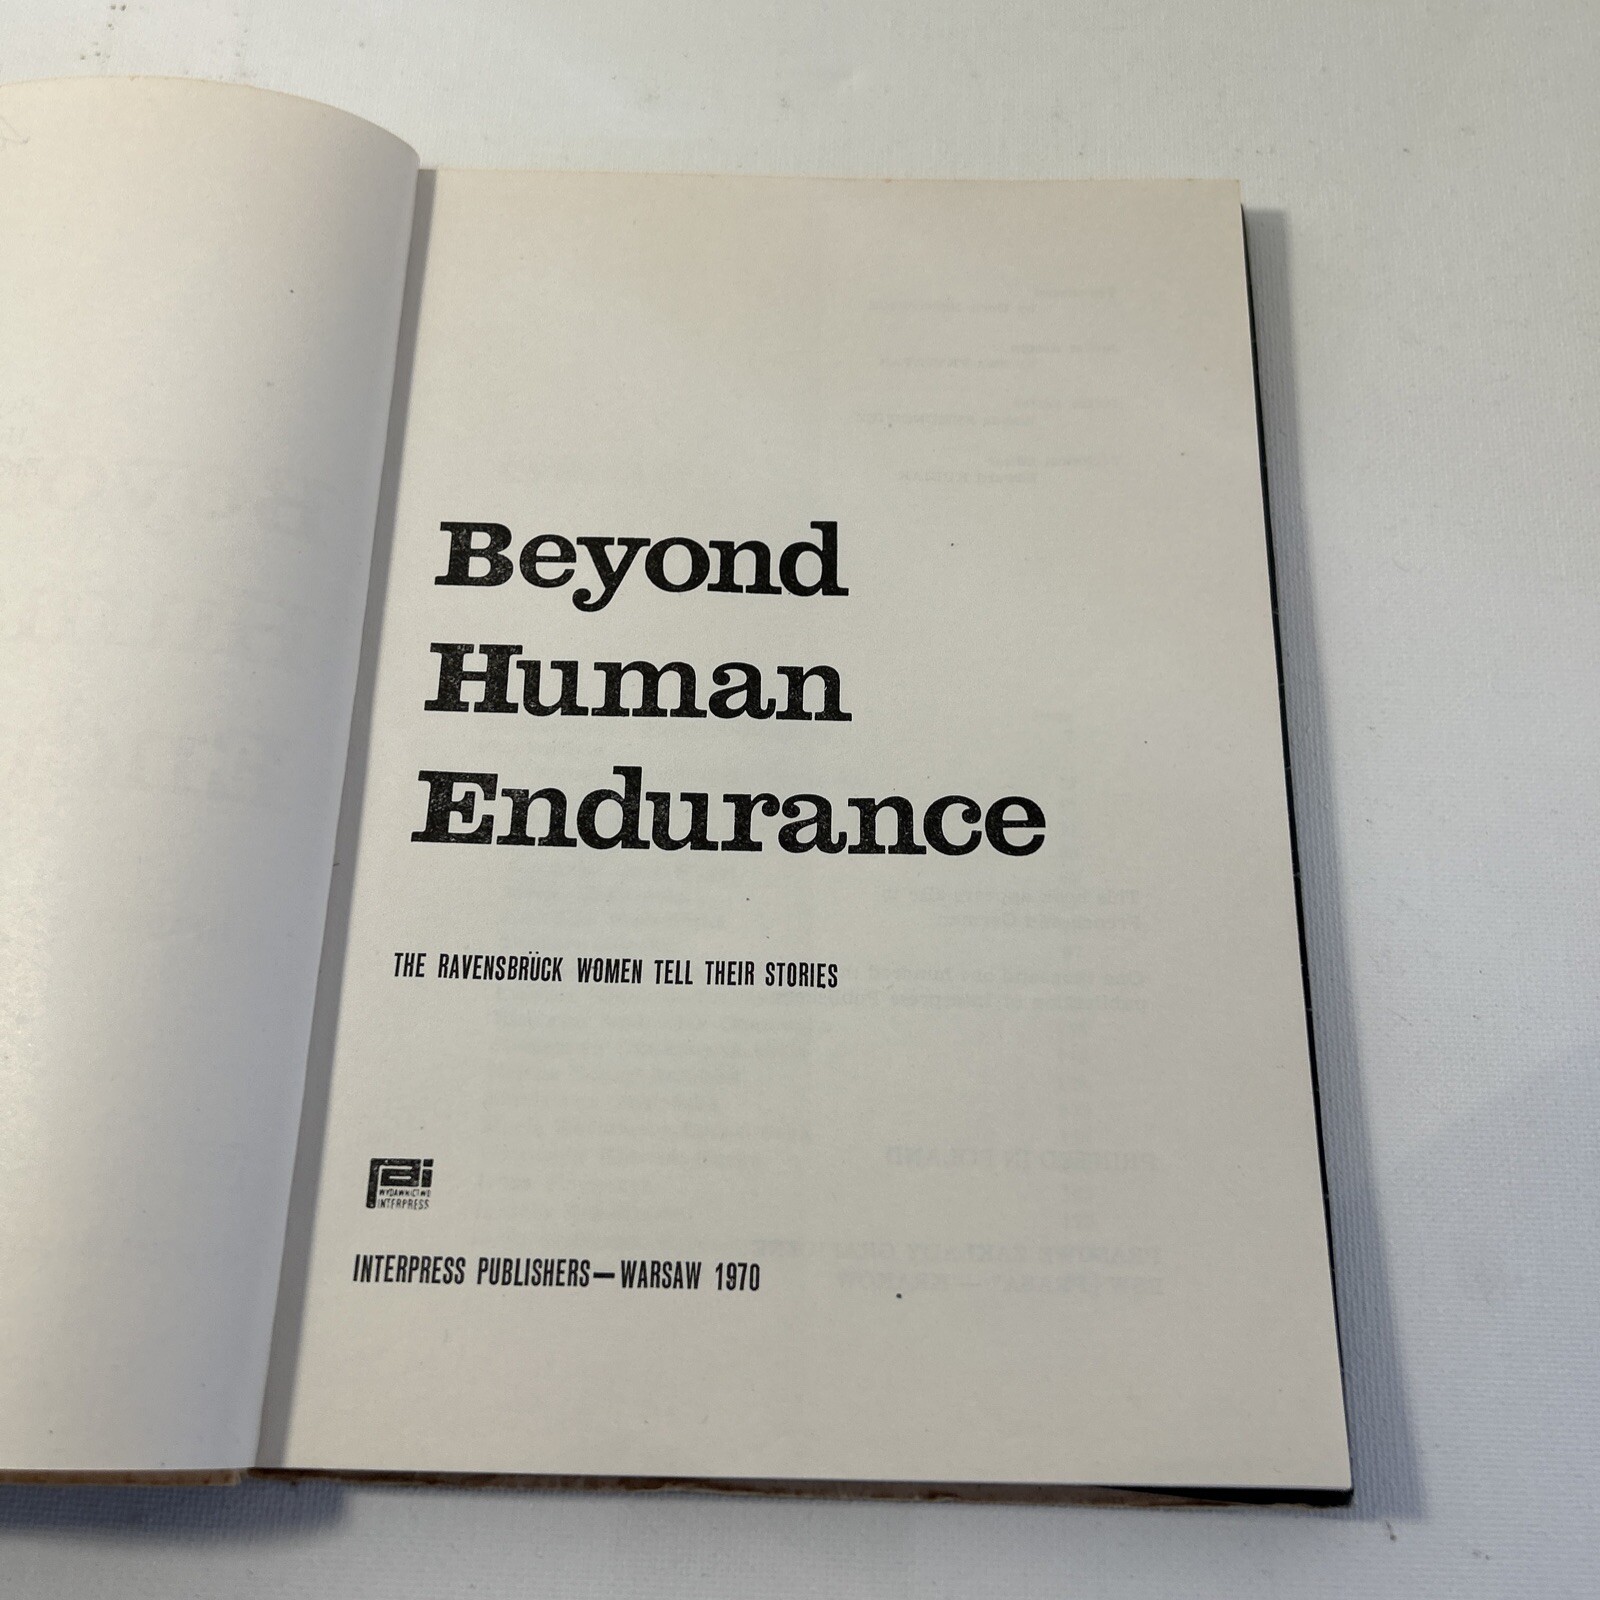 Beyond
Human
Endurance
THE RAVENSBRÜCK WOMEN TELL THEIR STORIES
WYDAWNICTWO
INTERPRESS
INTERPRESS PUBLISHERS—WARSAW 1970